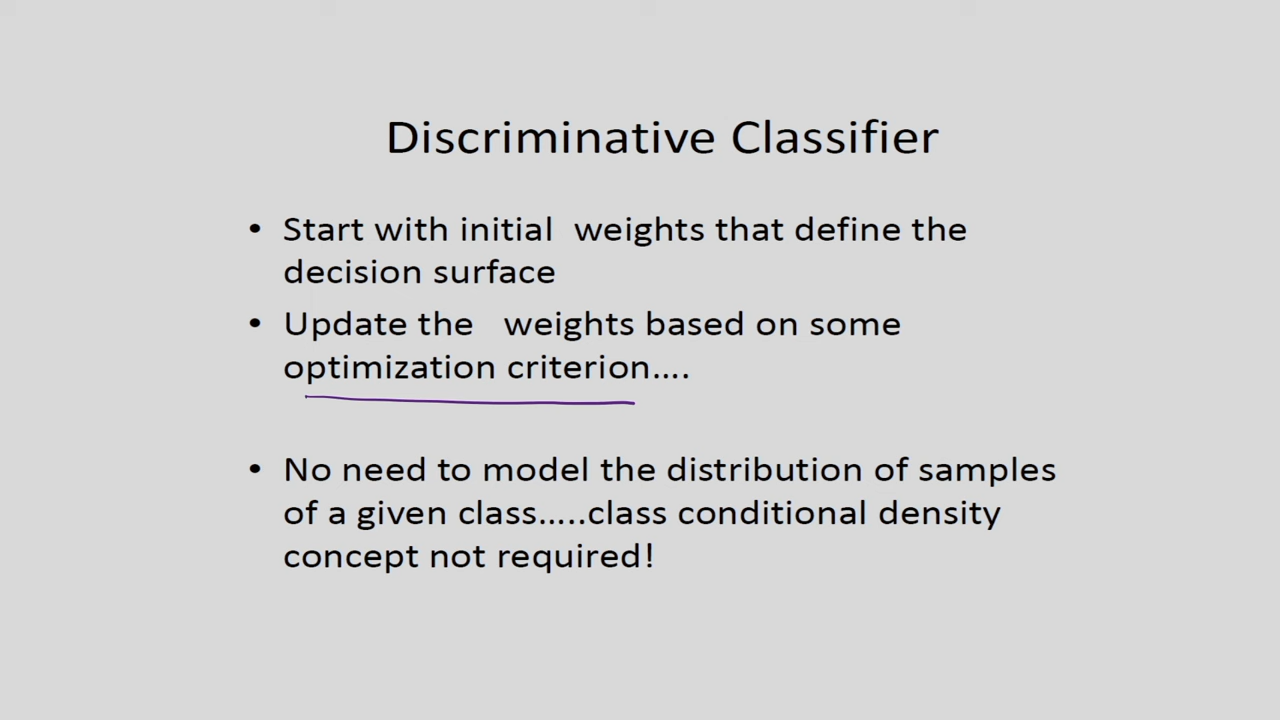 Discriminative Classifier
• Start with initial weights that define the
decision surface
• Update the weights based on some
optimization criterion....
• No need to model the distribution of samples
of a given class.....class conditional density
concept not required!